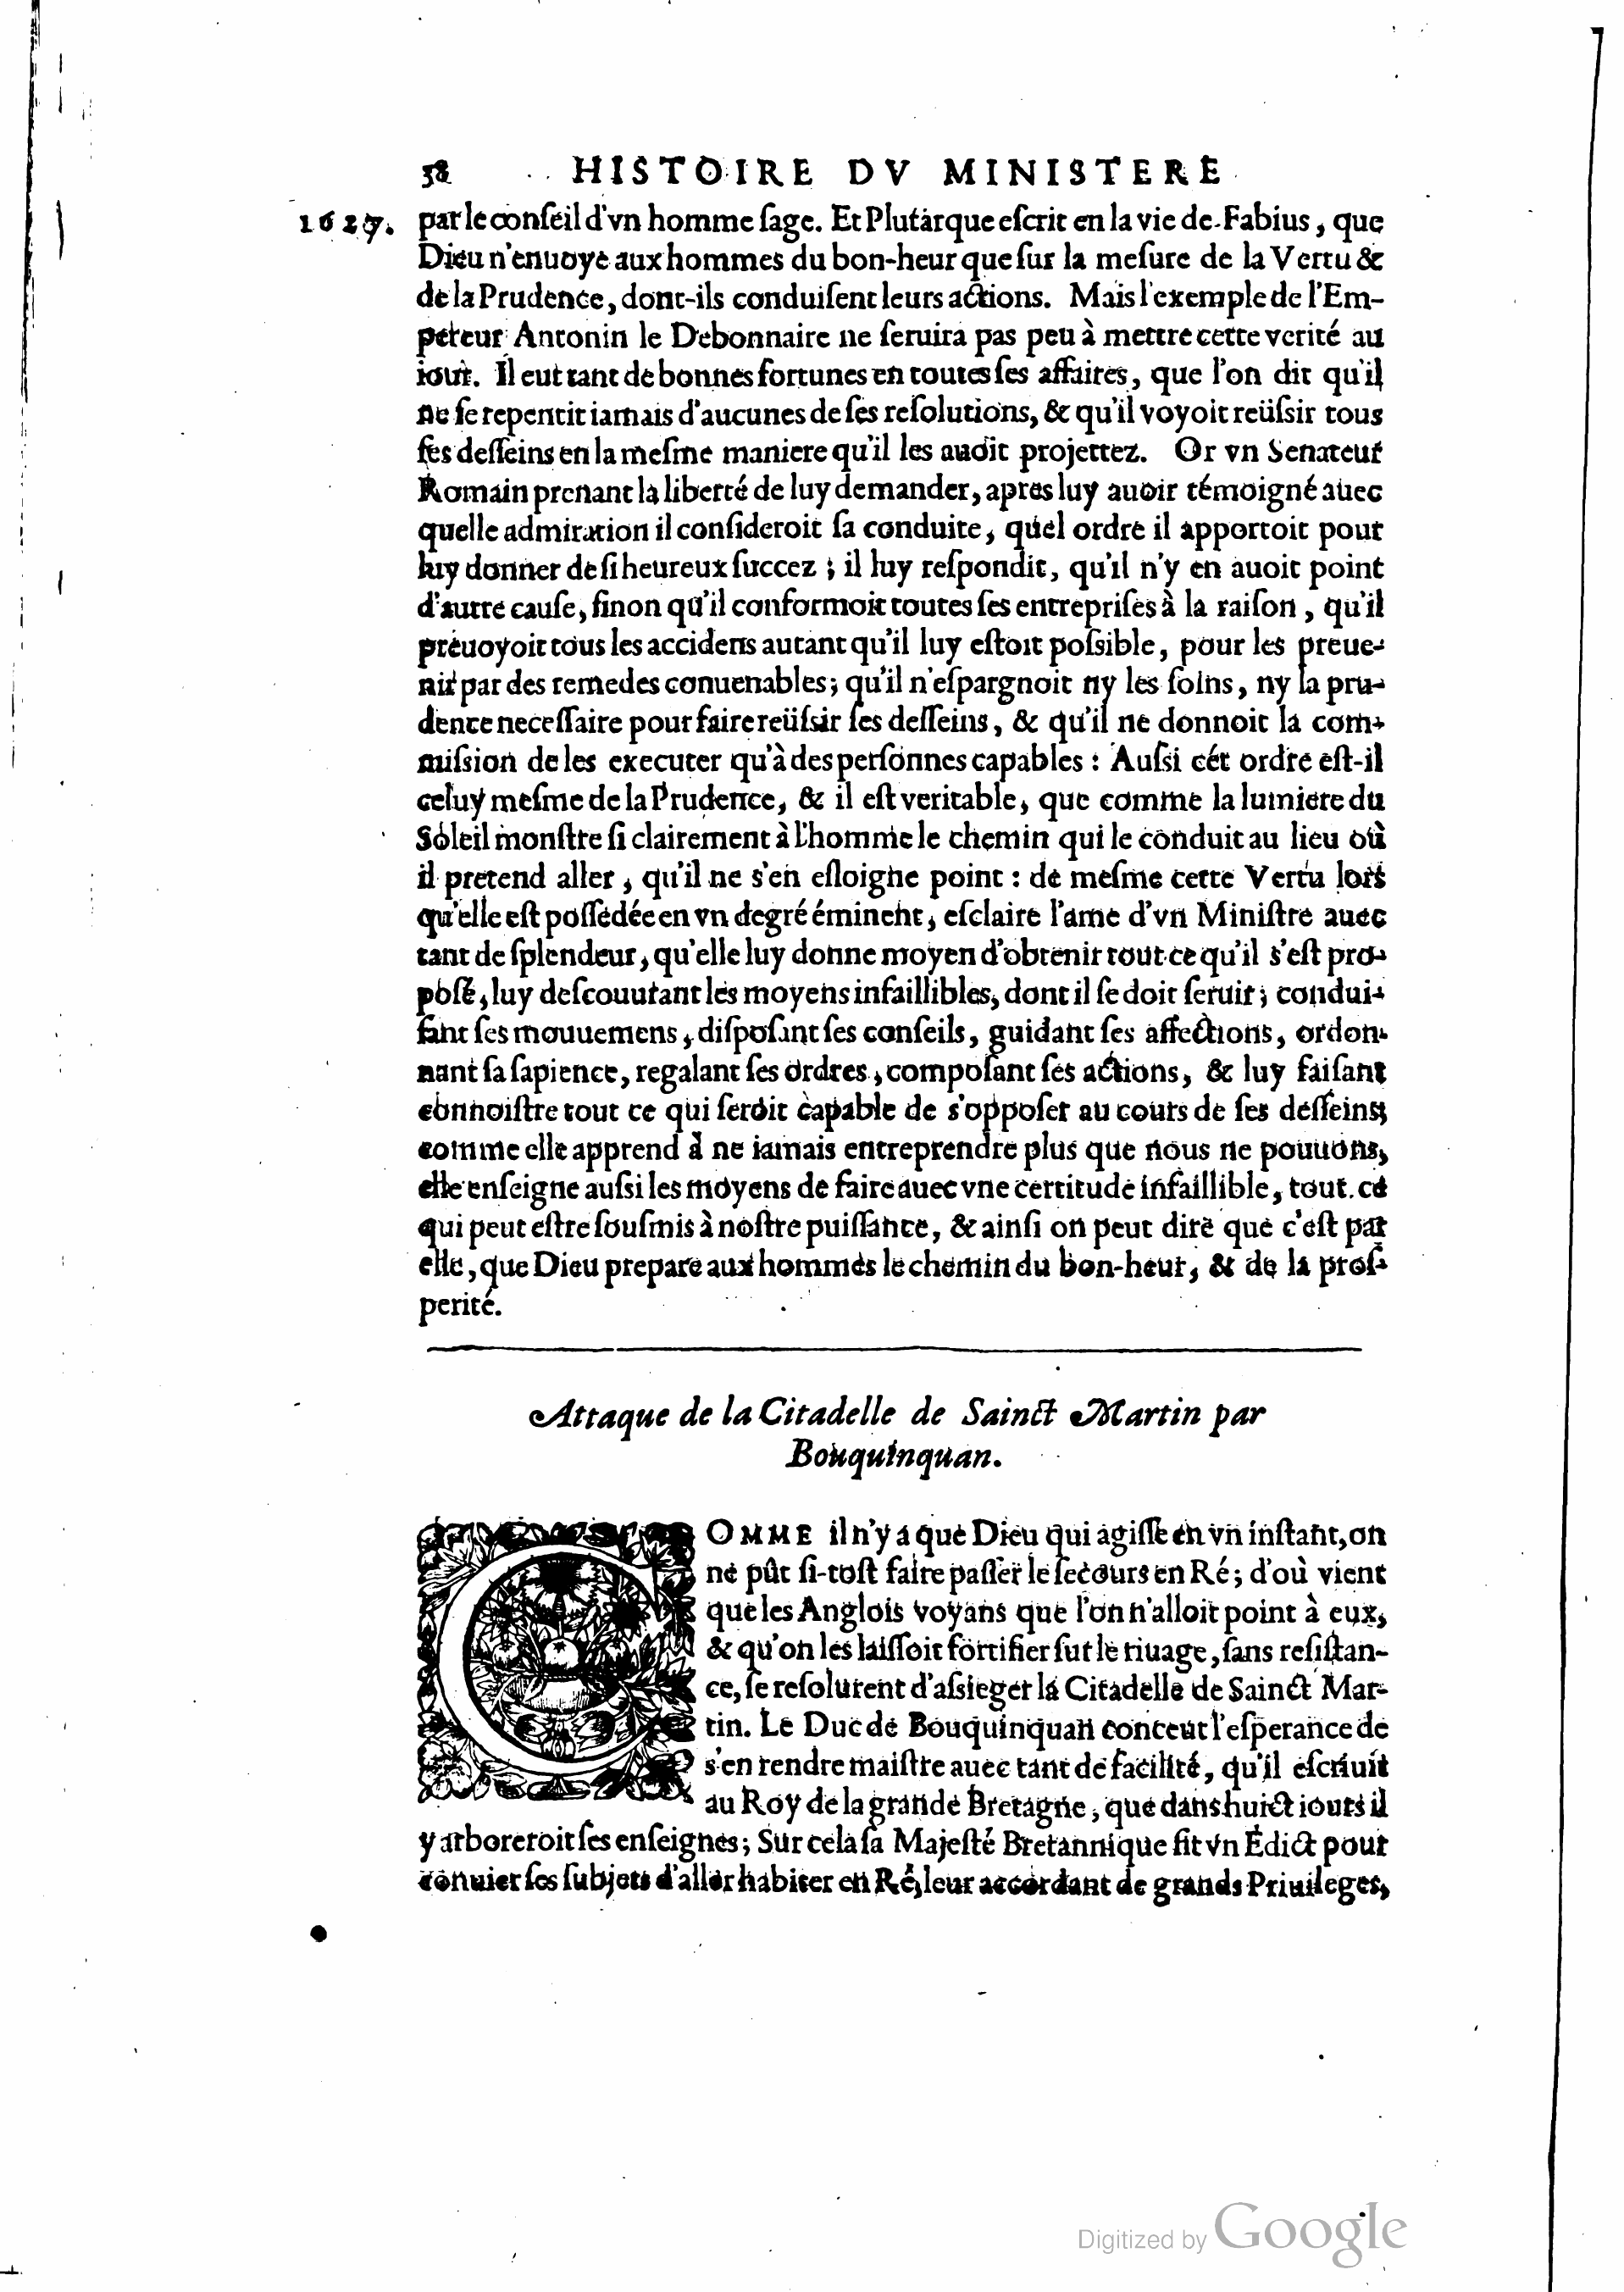 58 HISTOIRE DV MINISTERE
1627. par le conſeil d'vn homme ſage. Et Plutarque eſcrit en la vie de Fabius, que
Dieu n'enuoye aux hommes du bon-heur que ſur la meſure de la Vertu &
de la Prudence, dont-ils conduiſent leurs actions. Mais l'exemple de l'Em-
pereur Antonin le Debonnaire ne ſeruira pas peu à mettre cette verité au
iour. Il eut tant de bonnes fortunes en toutes ſes affaires, que l'on dit qu'il
ne ſe repentit iamais d'aucunes de ſes reſolutions, & qu'il voyoit reüſsir tous
ſes deſſeins en la meſme maniere qu'il les auoit projettez. Or vn Senateur
Romain prenant la liberté de luy demander, apres luy auoir témoigné auec
quelle admiration il conſideroit ſa conduite, quel ordre il apportoit pour
luy donner de ſi heureux ſuccez ; il luy reſpondit, qu'il n'y en auoit point
d'autre cauſe, ſinon qu'il conformoit toutes ſes entrepriſes à la raiſon, qu'il
préuoyoit tous les accidens autant qu'il luy eſtoit poſsible, pour les preue-
nir par des remedes conuenables; qu'il n'eſpargnoit ny les ſoins, ny la pru-
dence neceſſaire pour faire reüſsir ſes deſſeins, & qu'il ne donnoit la com-
miſsion de les executer qu'à des perſonnes capables : Auſsi cét ordre eſt-il
celuy meſme de la Prudence, & il eſt veritable, que comme la lumiere du
Soleil monſtre ſi clairement à l'homme le chemin qui le conduit au lieu où
il pretend aller, qu'il ne s'en eſloigne point : de meſme cette Vertu lors
qu'elle eſt poſſedée en vn degré éminent, eſclaire l'ame d'vn Miniſtre auec
tant de ſplendeur, qu'elle luy donne moyen d'obtenir tout ce qu'il s'eſt pro-
poſé, luy deſcouurant les moyens infaillibles, dont il ſe doit ſeruir; condui-
ſant ſes mouuemens, diſpoſant ſes conſeils, guidant ſes affections, ordon-
nant ſa ſapience, regalant ſes ordres, compoſant ſes actions, & luy faiſant
connoiſtre tout ce qui ſeroit capable de s'oppoſer au cours de ſes deſſeins;
comme elle apprend à ne iamais entreprendre plus que nous ne pouuons,
elle enſeigne auſsi les moyens de faire auec vne certitude infaillible, tout ce
qui peut eſtre ſouſmis à noſtre puiſſance, & ainſi on peut dire que c'eſt par
elle, que Dieu prepare aux hommes le chemin du bon-heur, & de la proſ-
perité.
Attaque de la Citadelle de Sainct Martin par
Bouquinquan.
COMME il n'y a que Dieu qui agiſſe en vn inſtant, on
ne pût ſi-toſt faire paſſer le ſecours en Ré; d'où vient
que les Anglois voyans que l'on n'alloit point à eux,
& qu'on les laiſſoit fortifier ſur le riuage, ſans reſiſtan-
ce, ſe reſolurent d'aſsieger la Citadelle de Sainct Mar-
tin. Le Duc de Bouquinquan conceut l'eſperance de
s'en rendre maiſtre auec tant de facilité, qu'il eſcriuit
au Roy de la grande Bretagne, que dans huict iours il
y arboreroit ſes enſeignes; Sur cela ſa Majeſté Bretannique fit vn Édict pour
conuier ſes ſubjets d'aller habiter en Ré, leur accordant de grands Priuileges,
Digitized by Google